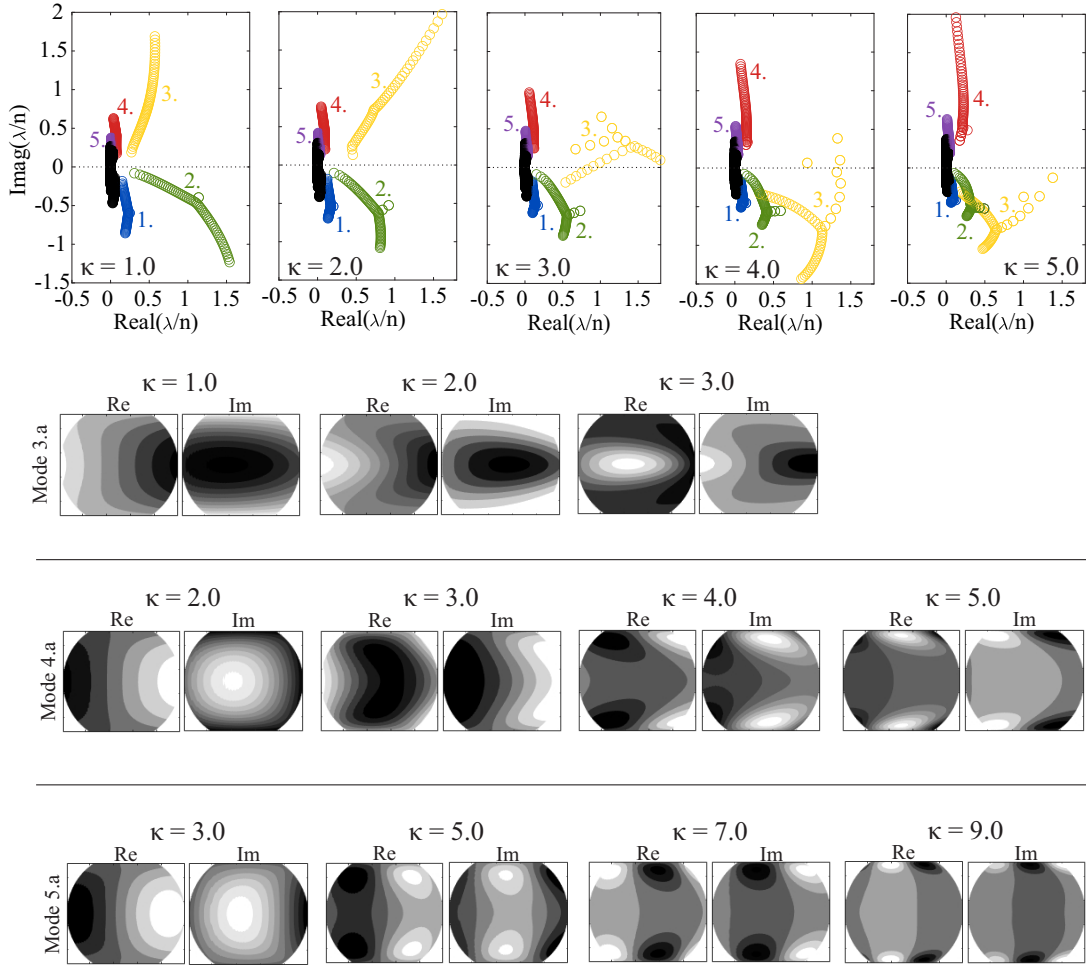 2
1.5
1
0.5
0
-0.5
-1
-1.5
Imag(λ/n)
3.
4.
5.
2.
1.
κ = 1.0
-0.5 0 0.5 1 1.5
Real(λ/n)
3.
4.
5.
2.
1.
κ = 2.0
-0.5 0 0.5 1 1.5
Real(λ/n)
4.
3.
5.
1.
2.
κ = 3.0
-0.5 0 0.5 1 1.5
Real(λ/n)
4.
5.
3.
1.
2.
κ = 4.0
-0.5 0 0.5 1 1.5
Real(λ/n)
4.
5.
3.
1.
2.
κ = 5.0
-0.5 0 0.5 1 1.5
Real(λ/n)
κ = 1.0 κ = 2.0 κ = 3.0
Re Im Re Im Re Im
Mode 3.a
κ = 2.0 κ = 3.0 κ = 4.0 κ = 5.0
Re Im Re Im Re Im Re Im
Mode 4.a
κ = 3.0 κ = 5.0 κ = 7.0 κ = 9.0
Re Im Re Im Re Im Re Im
Mode 5.a